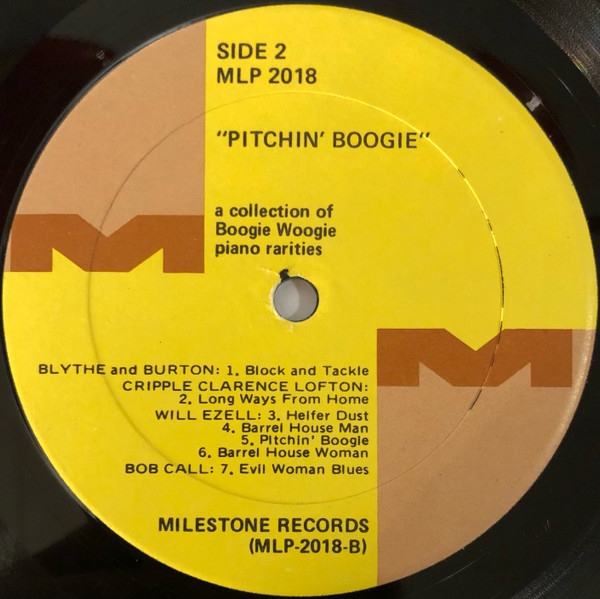 SIDE 2
MLP 2018
"PITCHIN' BOOGIE"
a collection of
Boogie Woogie
piano rarities
BLYTHE and BURTON: 1. Block and Tackle
CRIPPLE CLARENCE LOFTON:
2. Long Ways From Home
WILL EZELL: 3. Heifer Dust
4. Barrel House Man
5. Pitchin' Boogie
6. Barrel House Woman
BOB CALL: 7. Evil Woman Blues
MILESTONE RECORDS
(MLP-2018-B)